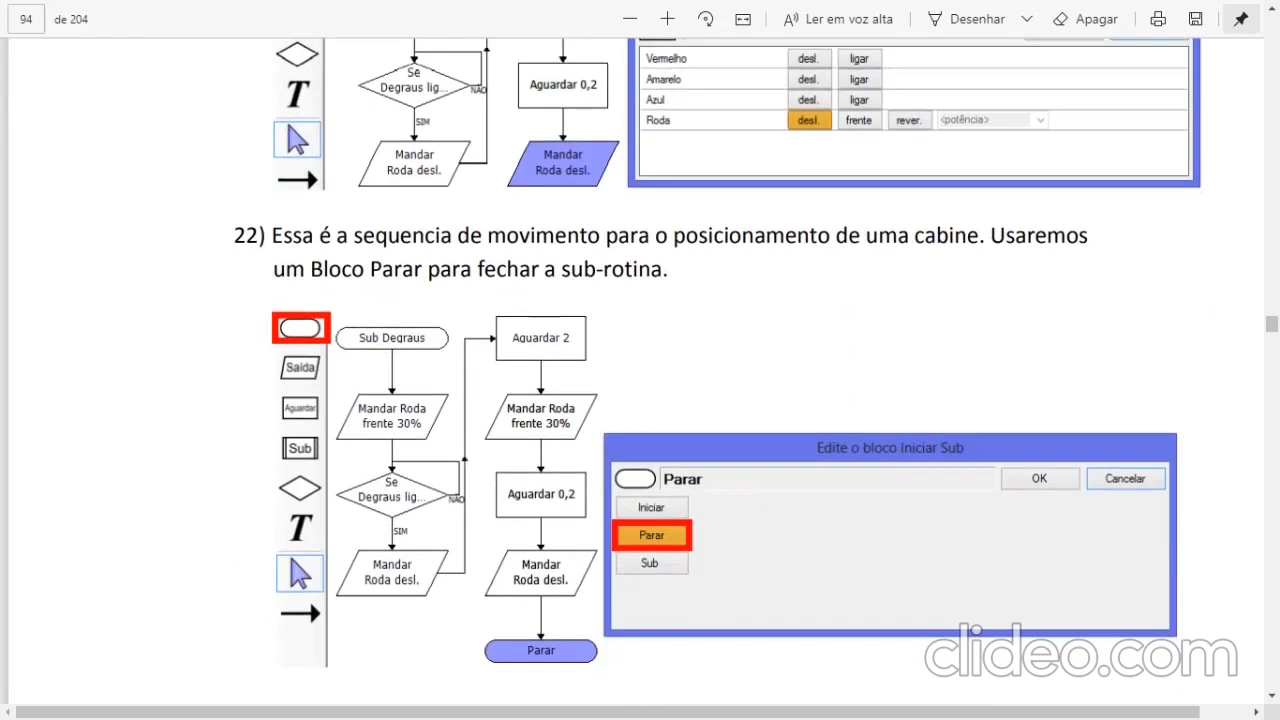 94
de 204
Ler em voz alta
Desenhar
Apagar
T
Se
Degraus lig...
NÃO
SIM
Mandar
Roda desl.
Aguardar 0,2
Mandar
Roda desl.
Vermelho desl. ligar
Amarelo desl. ligar
Azul desl. ligar
Roda desl. frente rever. <potência>
22) Essa é a sequencia de movimento para o posicionamento de uma cabine. Usaremos
um Bloco Parar para fechar a sub-rotina.
Saída
Aguardar
Sub
T
Sub Degraus
Mandar Roda
frente 30%
Se
Degraus lig...
NÃO
SIM
Mandar
Roda desl.
Aguardar 2
Mandar Roda
frente 30%
Aguardar 0,2
Mandar
Roda desl.
Parar
Edite o bloco Iniciar Sub
Parar
OK
Cancelar
Iniciar
Parar
Sub
clideo.com